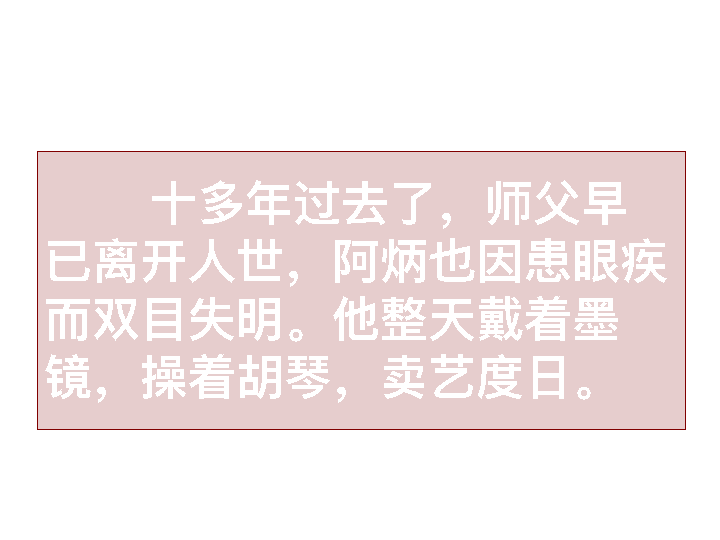 十多年过去了，师父早
已离开人世，阿炳也因患眼疾
而双目失明。他整天戴着墨
镜，操着胡琴，卖艺度日。